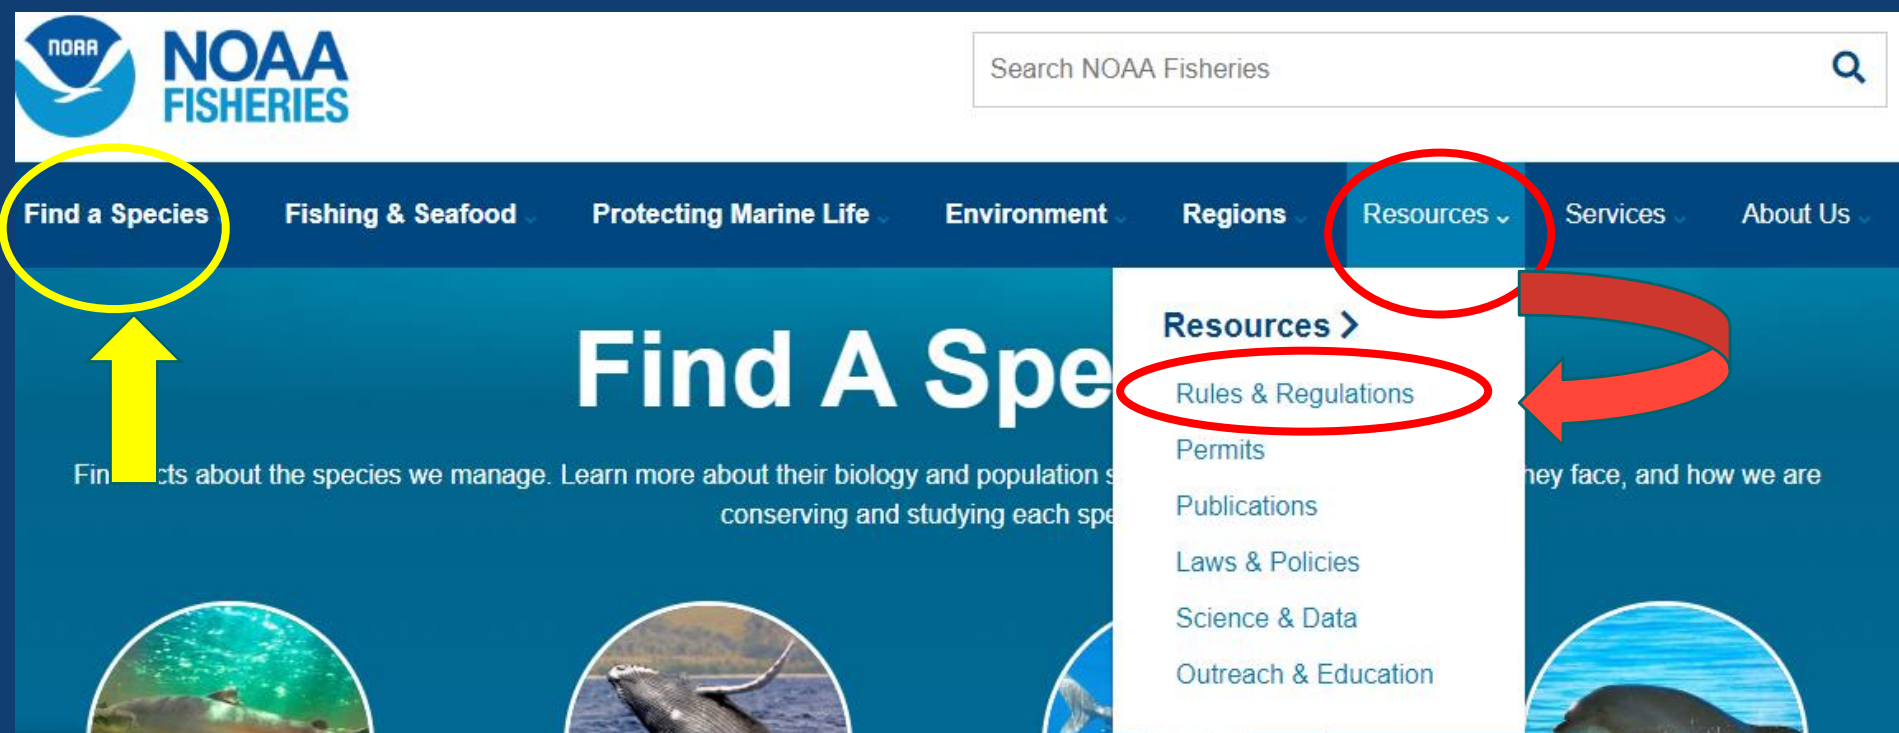 NOAA
NOAA
FISHERIES
Search NOAA Fisheries
Find a Species
Fishing & Seafood
Protecting Marine Life
Environment
Regions
Resources
Services
About Us
Find A Spe
Resources
Rules & Regulations
Permits
Publications
Laws & Policies
Science & Data
Outreach & Education
Fin cts about the species we manage. Learn more about their biology and population s hey face, and how we are
conserving and studying each spe